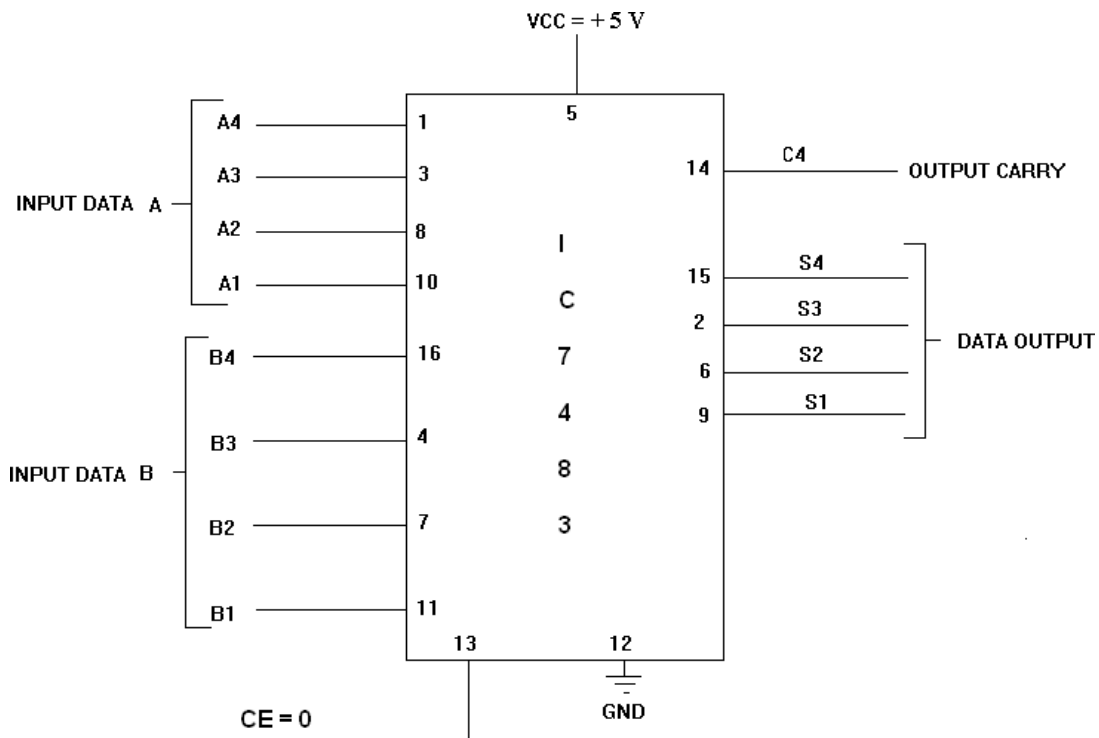 VCC = + 5 V
5
A4 1
A3 3
INPUT DATA A
A2 8
A1 10
14 C4 OUTPUT CARRY
I
C
7
4
8
3
15 S4
2 S3
DATA OUTPUT
6 S2
9 S1
B4 16
B3 4
INPUT DATA B
B2 7
B1 11
13 12
CE = 0
GND